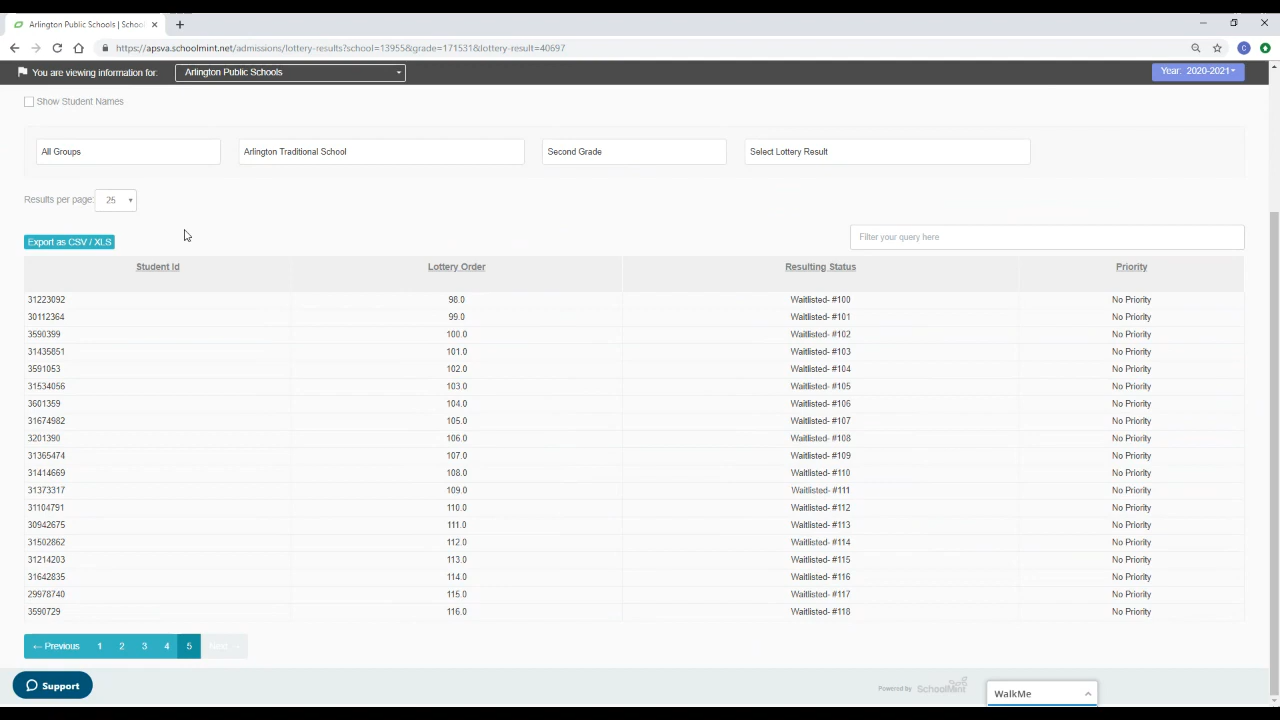 Arlington Public Schools | School
https://apsva.schoolmint.net/admissions/lottery-results?school=13955&grade=171531&lottery-result=40697
You are viewing information for: Arlington Public Schools Year: 2020-2021
Show Student Names
All Groups Arlington Traditional School Second Grade Select Lottery Result
Results per page: 25
Export as CSV / XLS Filter your query here
Student Id Lottery Order Resulting Status Priority
31223092 98.0 Waitlisted- #100 No Priority
30112364 99.0 Waitlisted- #101 No Priority
3590399 100.0 Waitlisted- #102 No Priority
31435851 101.0 Waitlisted- #103 No Priority
3591053 102.0 Waitlisted- #104 No Priority
31534056 103.0 Waitlisted- #105 No Priority
3601359 104.0 Waitlisted- #106 No Priority
31674982 105.0 Waitlisted- #107 No Priority
3201390 106.0 Waitlisted- #108 No Priority
31365474 107.0 Waitlisted- #109 No Priority
31414669 108.0 Waitlisted- #110 No Priority
31373317 109.0 Waitlisted- #111 No Priority
31104791 110.0 Waitlisted- #112 No Priority
30942675 111.0 Waitlisted- #113 No Priority
31502862 112.0 Waitlisted- #114 No Priority
31214203 113.0 Waitlisted- #115 No Priority
31642835 114.0 Waitlisted- #116 No Priority
29978740 115.0 Waitlisted- #117 No Priority
3590729 116.0 Waitlisted- #118 No Priority
← Previous 1 2 3 4 5 Next →
Support Powered by SchoolMint WalkMe